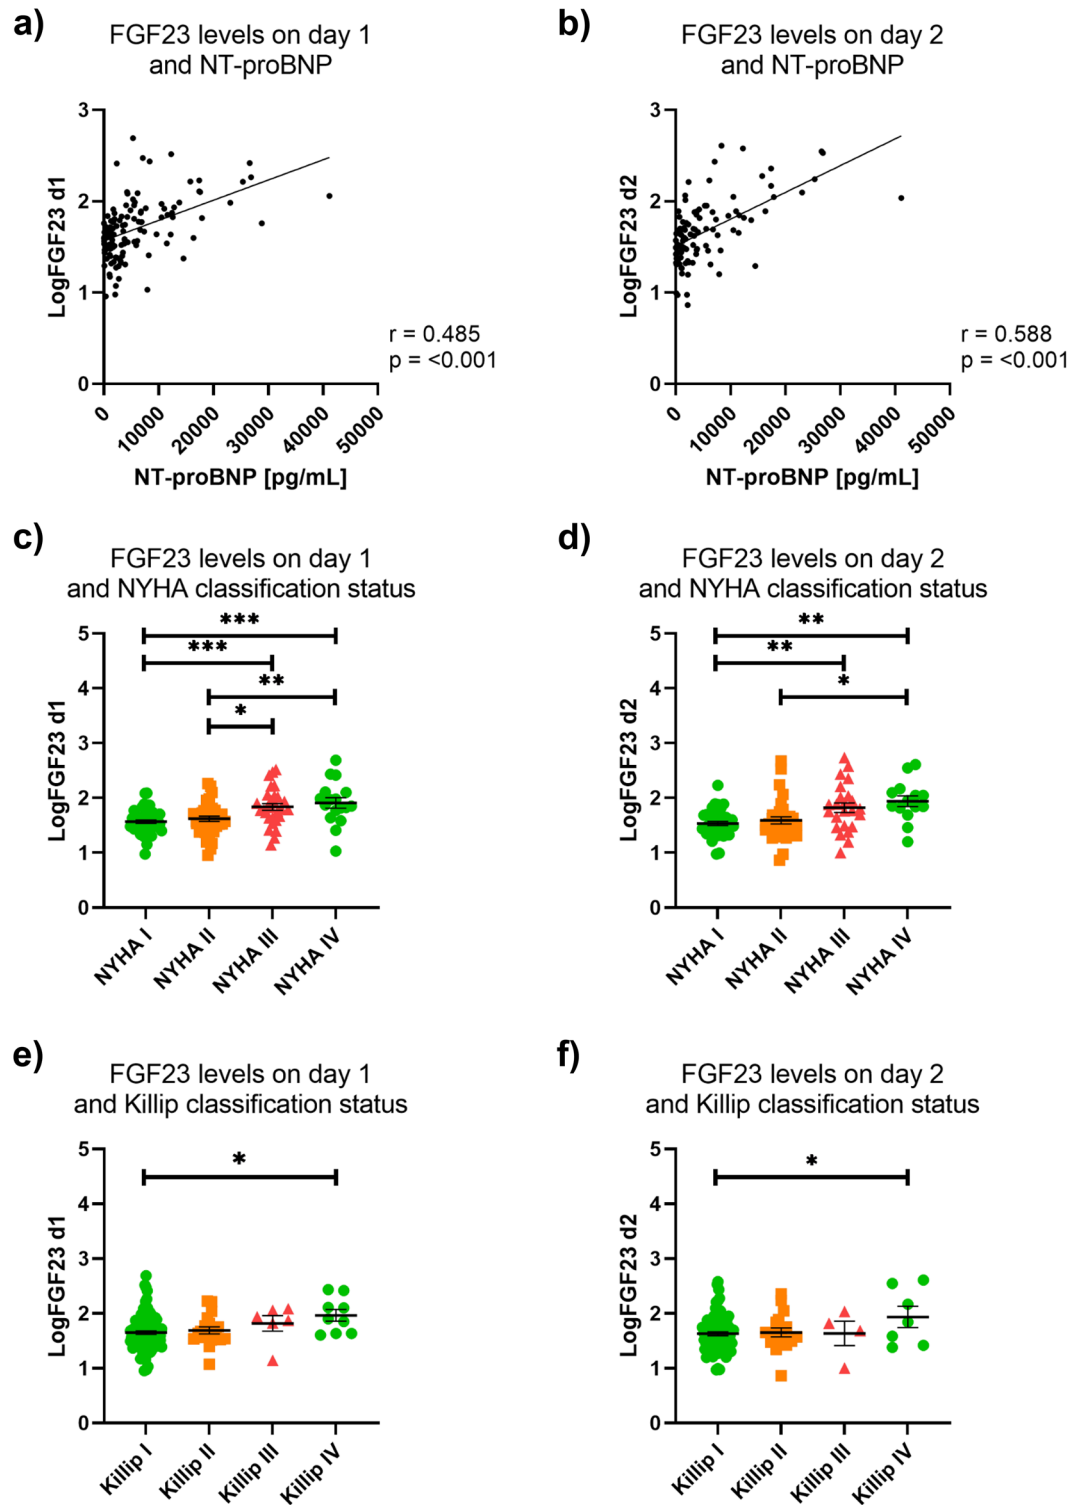 a)
FGF23 levels on day 1
and NT-proBNP
LogFGF23 d1
3
2
1
0
0
10000
20000
30000
40000
50000
NT-proBNP [pg/mL]
r = 0.485
p = <0.001
b)
FGF23 levels on day 2
and NT-proBNP
LogFGF23 d2
3
2
1
0
0
10000
20000
30000
40000
50000
NT-proBNP [pg/mL]
r = 0.588
p = <0.001
c)
FGF23 levels on day 1
and NYHA classification status
LogFGF23 d1
5
4
3
2
1
0
***
***
**
*
NYHA I
NYHA II
NYHA III
NYHA IV
d)
FGF23 levels on day 2
and NYHA classification status
LogFGF23 d2
5
4
3
2
1
0
**
**
*
NYHA I
NYHA II
NYHA III
NYHA IV
e)
FGF23 levels on day 1
and Killip classification status
LogFGF23 d1
5
4
3
2
1
0
*
Killip I
Killip II
Killip III
Killip IV
f)
FGF23 levels on day 2
and Killip classification status
LogFGF23 d2
5
4
3
2
1
0
*
Killip I
Killip II
Killip III
Killip IV